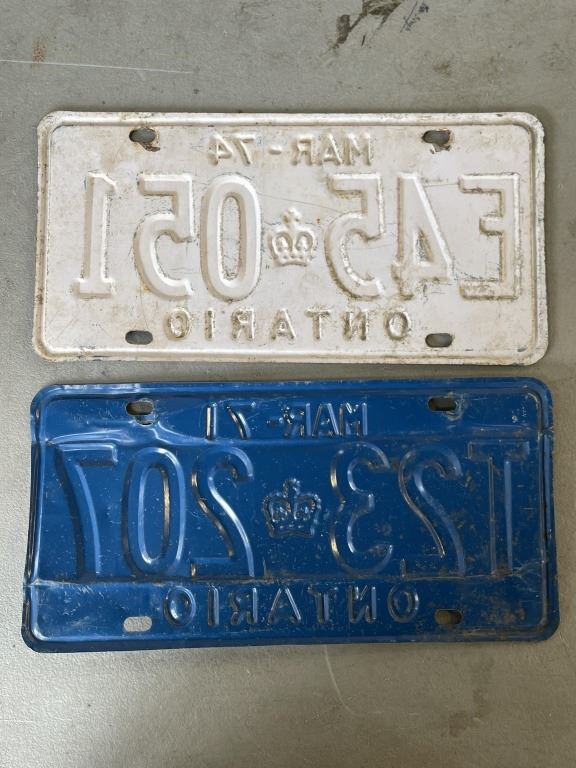 MAR-74
E45 051
ONTARIO
MAR-71
T23 207
ONTARIO